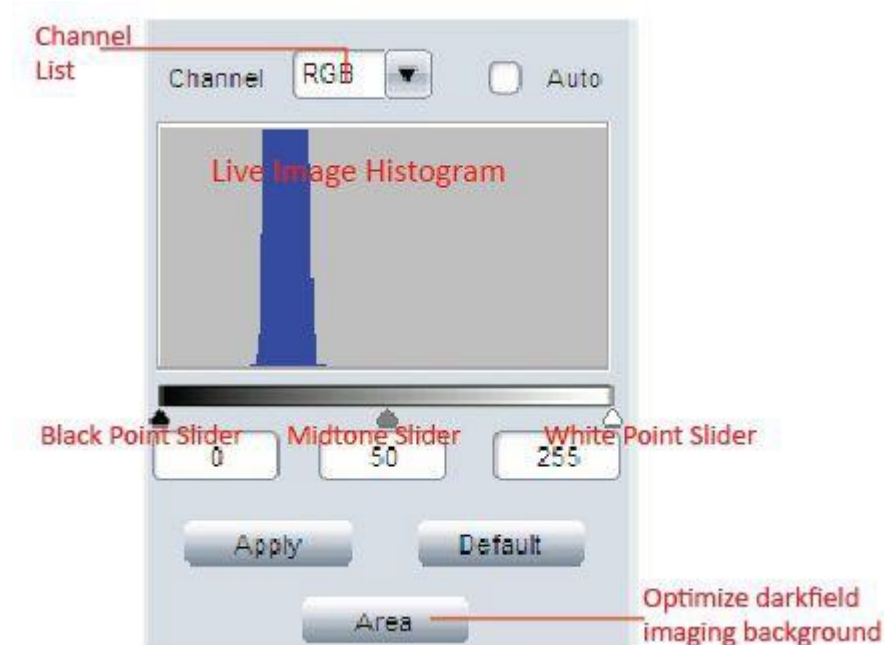 Channel
List
Channel RGB Auto
Live Image Histogram
Black Point Slider Midtone Slider White Point Slider
0 50 255
Apply Default
Area
Optimize darkfield
imaging background